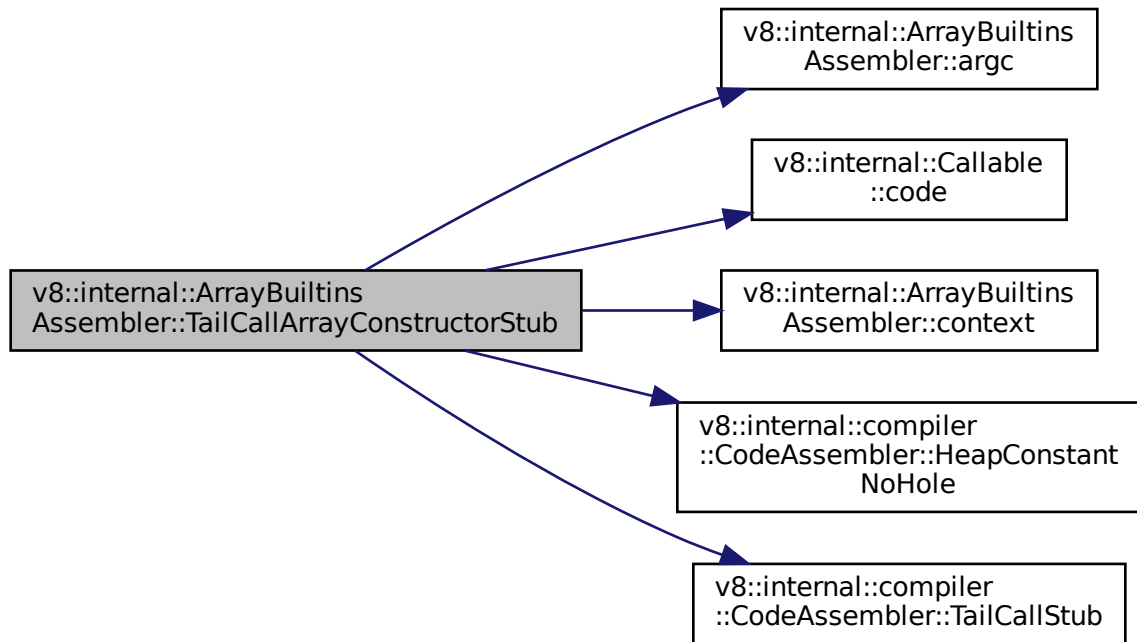 v8::internal::ArrayBuiltins
Assembler::argc
v8::internal::Callable
::code
v8::internal::ArrayBuiltins
Assembler::TailCallArrayConstructorStub
v8::internal::ArrayBuiltins
Assembler::context
v8::internal::compiler
::CodeAssembler::HeapConstant
NoHole
v8::internal::compiler
::CodeAssembler::TailCallStub